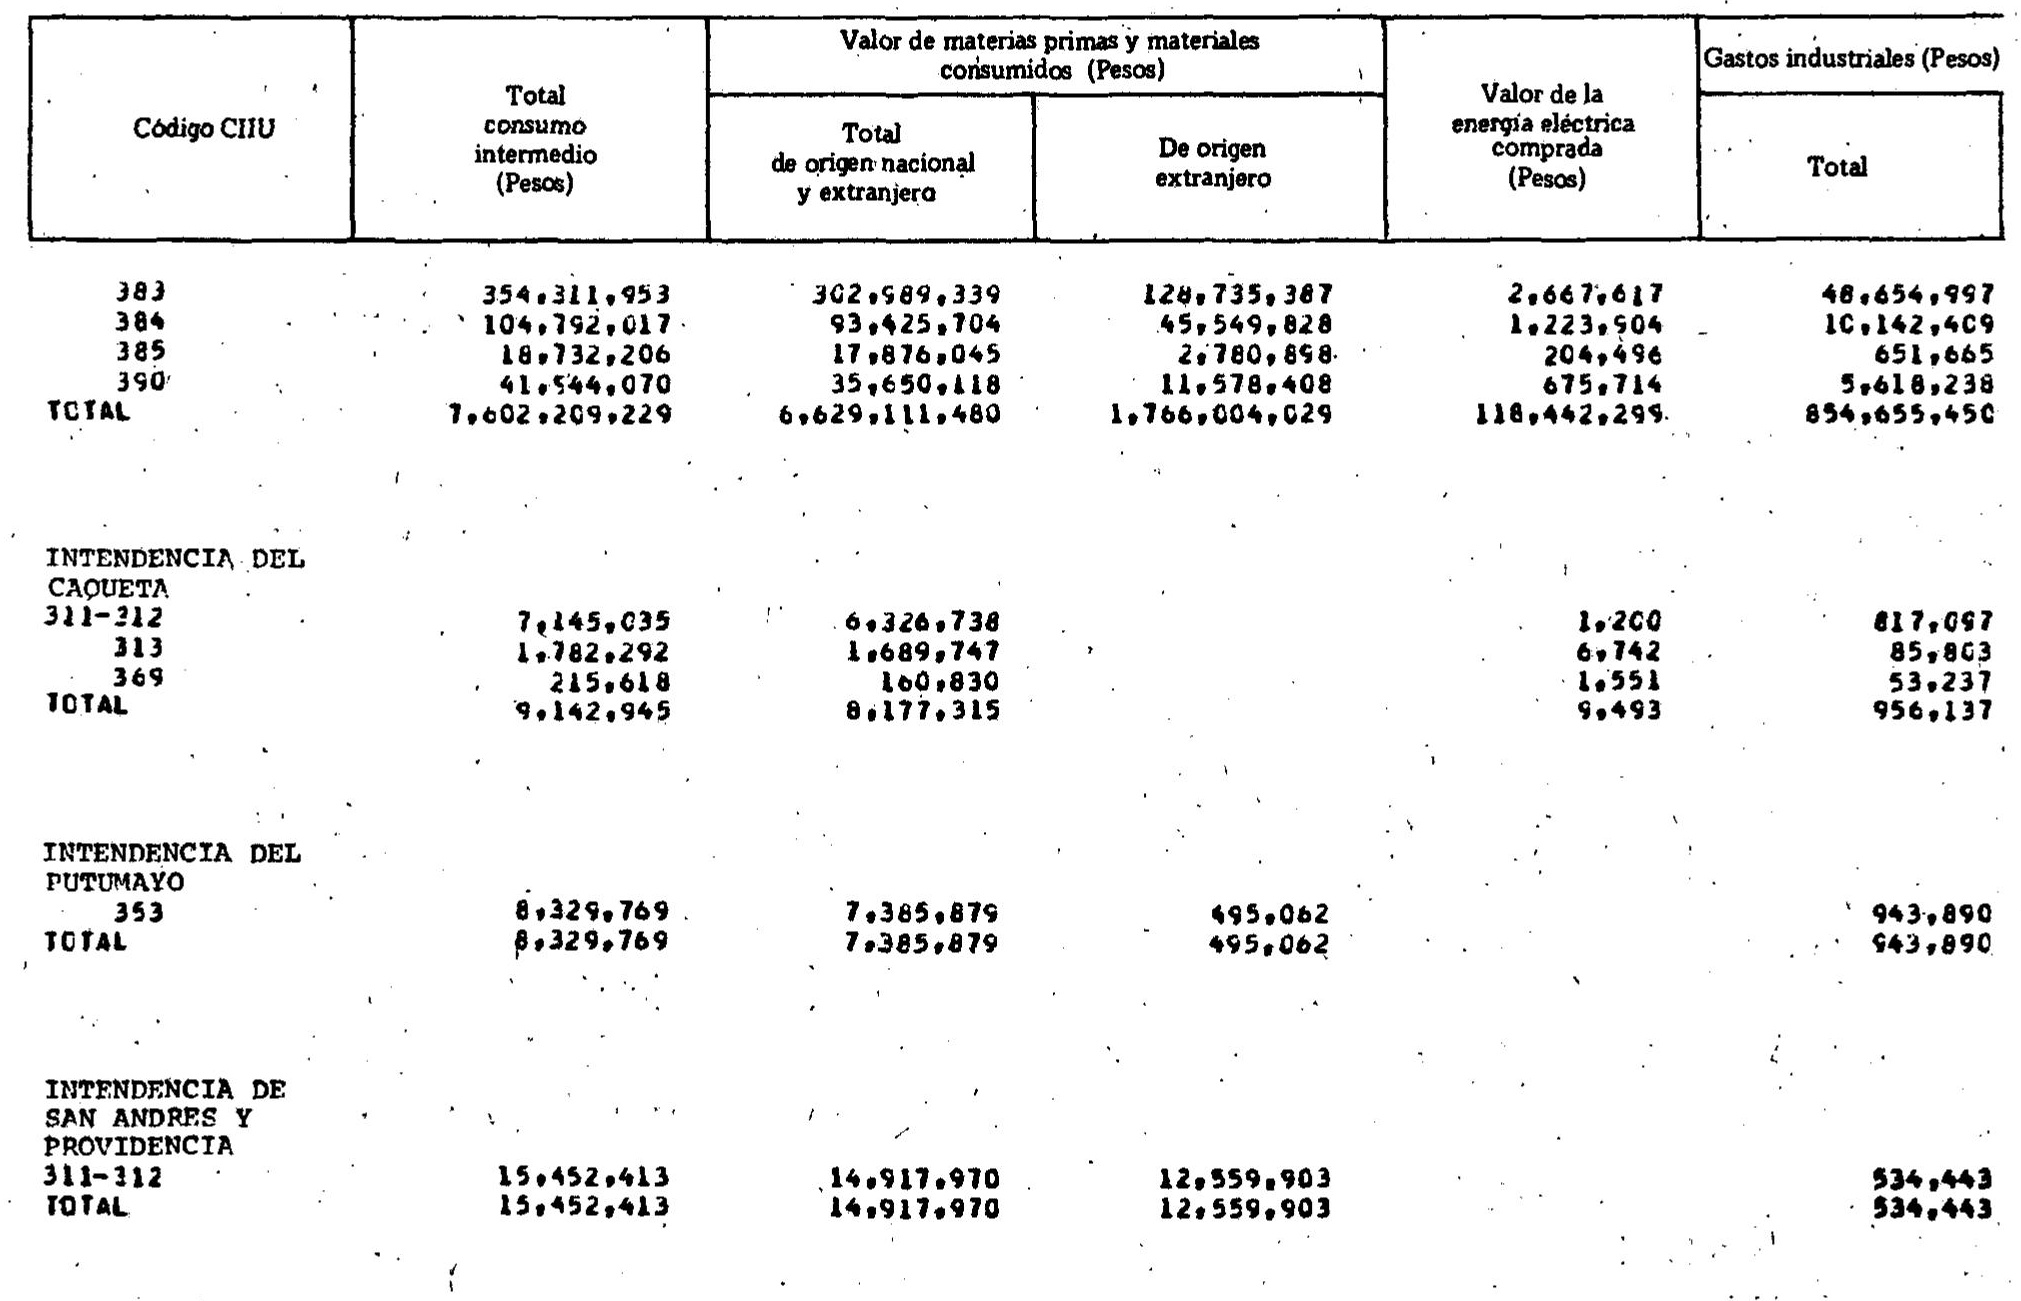 Código CIIU
Total
consumo
intermedio
(Pesos)
Valor de materias primas y materiales
consumidos (Pesos)
Total
de origen nacional
y extranjero
De origen
extranjero
Valor de la
energía eléctrica
comprada
(Pesos)
Gastos industriales (Pesos)
Total
383 354,311,953 302,989,339 128,735,387 2,667,617 48,654,997
384 104,792,017 93,425,704 45,549,828 1,223,904 10,142,409
385 18,732,206 17,876,045 2,780,898 204,496 651,665
390 41,944,070 35,650,118 11,578,408 675,714 5,618,238
TOTAL 7,602,209,229 6,629,111,480 1,766,004,029 118,442,299 854,655,450
INTENDENCIA DEL
CAQUETA
311-312 7,145,035 6,326,738 1,200 817,097
313 1,782,292 1,689,747 6,742 85,803
369 215,618 160,830 1,551 53,237
TOTAL 9,142,945 8,177,315 9,493 956,137
INTENDENCIA DEL
PUTUMAYO
353 8,329,769 7,385,879 495,062 943,890
TOTAL 8,329,769 7,385,879 495,062 943,890
INTENDENCIA DE
SAN ANDRES Y
PROVIDENCIA
311-312 15,452,413 14,917,970 12,559,903 534,443
TOTAL 15,452,413 14,917,970 12,559,903 534,443